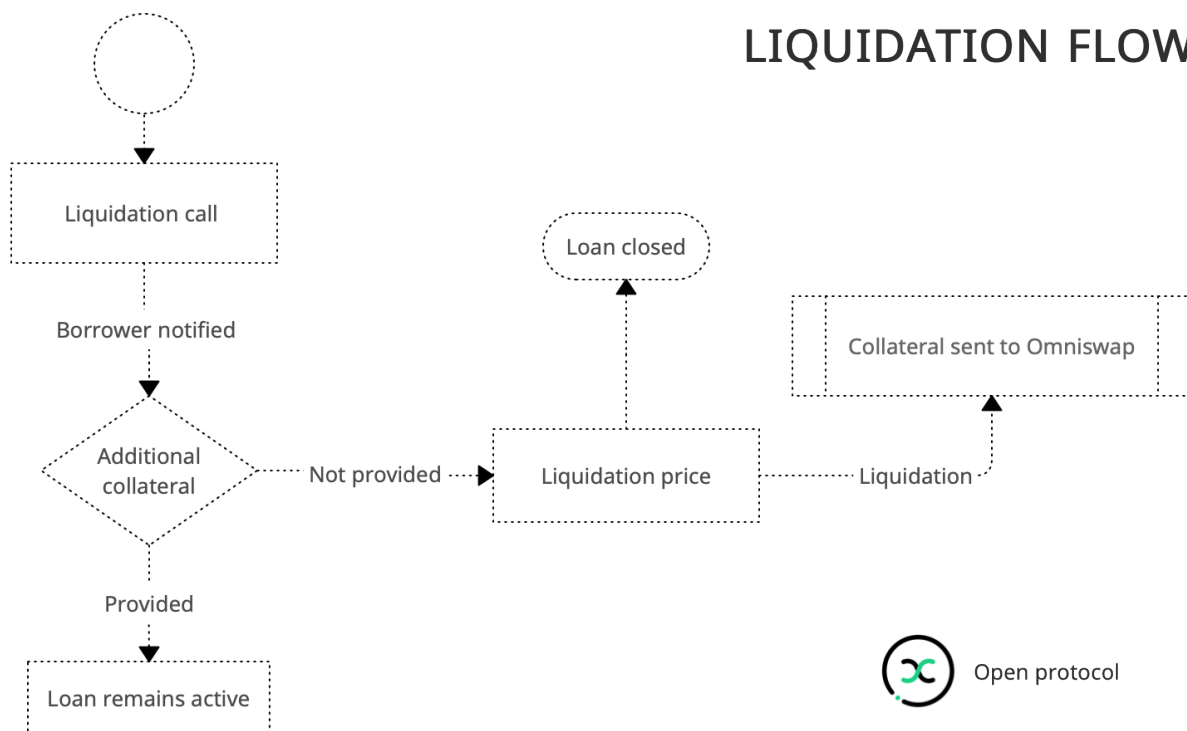 LIQUIDATION FLOW
Liquidation call
Loan closed
Borrower notified
Collateral sent to Omniswap
Additional
collateral
Not provided
Liquidation price
Liquidation
Provided
Open protocol
Loan remains active